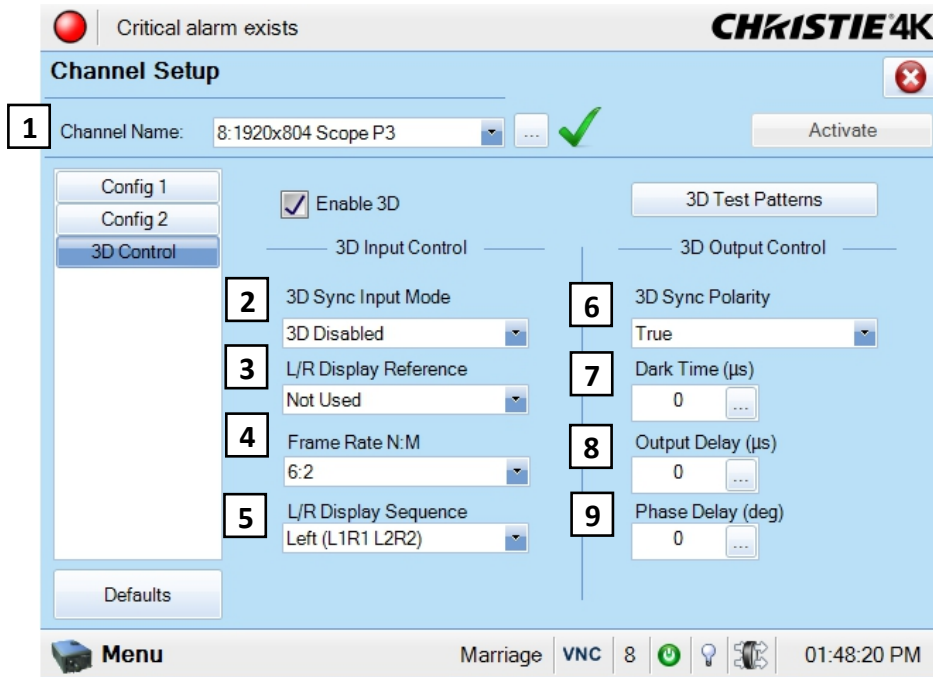 Critical alarm exists
CHRISTIE 4K
Channel Setup
1
Channel Name:
8:1920x804 Scope P3
...
Activate
Config 1
Config 2
3D Control
Enable 3D
3D Test Patterns
3D Input Control
3D Output Control
2
3D Sync Input Mode
3D Disabled
3
L/R Display Reference
Not Used
4
Frame Rate N:M
6:2
5
L/R Display Sequence
Left (L1R1 L2R2)
6
3D Sync Polarity
True
7
Dark Time (µs)
0
...
8
Output Delay (µs)
0
...
9
Phase Delay (deg)
0
...
Defaults
Menu
Marriage
VNC
8
01:48:20 PM